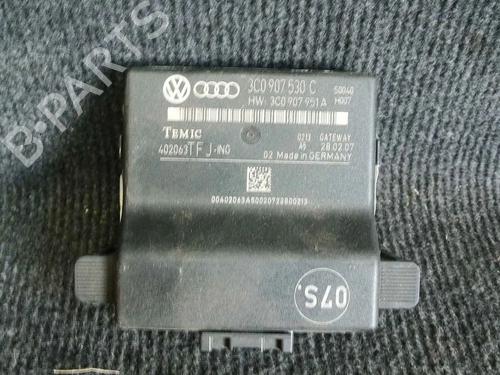 B-PARTS
3C0 907 530 C
S0040
HW: 3C0 907 951 A
H007
TEMIC
402063TFJ-ING
0213 GATEWAY
A9 28.02.07
02 Made in GERMANY
07S.